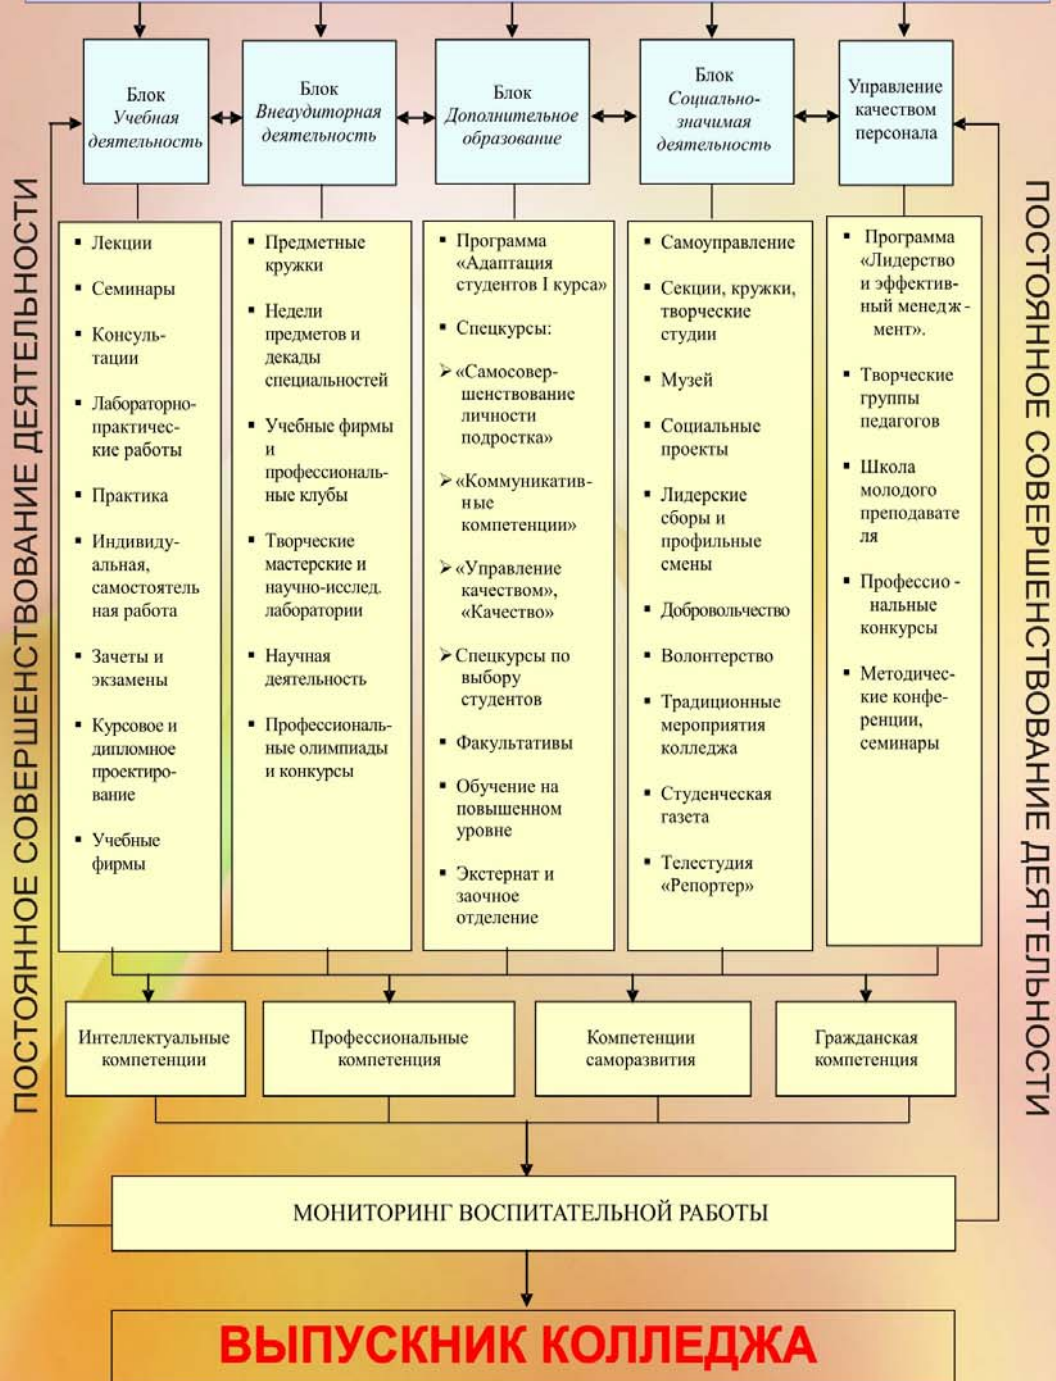 Блок
Учебная
деятельность
Блок
Внеаудиторная
деятельность
Блок
Дополнительное
образование
Блок
Социально-
значимая
деятельность
Управление
качеством
персонала
ПОСТОЯННОЕ СОВЕРШЕНСТВОВАНИЕ ДЕЯТЕЛЬНОСТИ
▪ Лекции
▪ Семинары
▪ Консуль-
тации
▪ Лабораторно-
практичес-
кие работы
▪ Практика
▪ Индивиду-
альная,
самостоятель
ная работа
▪ Зачеты и
экзамены
▪ Курсовое и
дипломное
проектиро-
вание
▪ Учебные
фирмы
▪ Предметные
кружки
▪ Недели
предметов и
декады
специальностей
▪ Учебные фирмы
и
профессиональ-
ные клубы
▪ Творческие
мастерские и
научно-исслед.
лаборатории
▪ Научная
деятельность
▪ Профессиональ-
ные олимпиады
и конкурсы
▪ Программа
«Адаптация
студентов I курса»
▪ Спецкурсы:
➢ «Самосовер-
шенствование
личности
подростка»
➢ «Коммуникатив-
ные
компетенции»
➢ «Управление
качеством»,
«Качество»
➢ Спецкурсы по
выбору
студентов
▪ Факультативы
▪ Обучение на
повышенном
уровне
▪ Экстернат и
заочное
отделение
▪ Самоуправление
▪ Секции, кружки,
творческие
студии
▪ Музей
▪ Социальные
проекты
▪ Лидерские
сборы и
профильные
смены
▪ Добровольчество
▪ Волонтерство
▪ Традиционные
мероприятия
колледжа
▪ Студенческая
газета
▪ Телестудия
«Репортер»
▪ Программа
«Лидерство
и эффектив-
ный менедж -
мент».
▪ Творческие
группы
педагогов
▪ Школа
молодого
преподавате
ля
▪ Профессио -
нальные
конкурсы
▪ Методичес-
кие конфе-
ренции,
семинары
ПОСТОЯННОЕ СОВЕРШЕНСТВОВАНИЕ ДЕЯТЕЛЬНОСТИ
Интеллектуальные
компетенции
Профессиональные
компетенция
Компетенции
саморазвития
Гражданская
компетенция
МОНИТОРИНГ ВОСПИТАТЕЛЬНОЙ РАБОТЫ
ВЫПУСКНИК КОЛЛЕДЖА